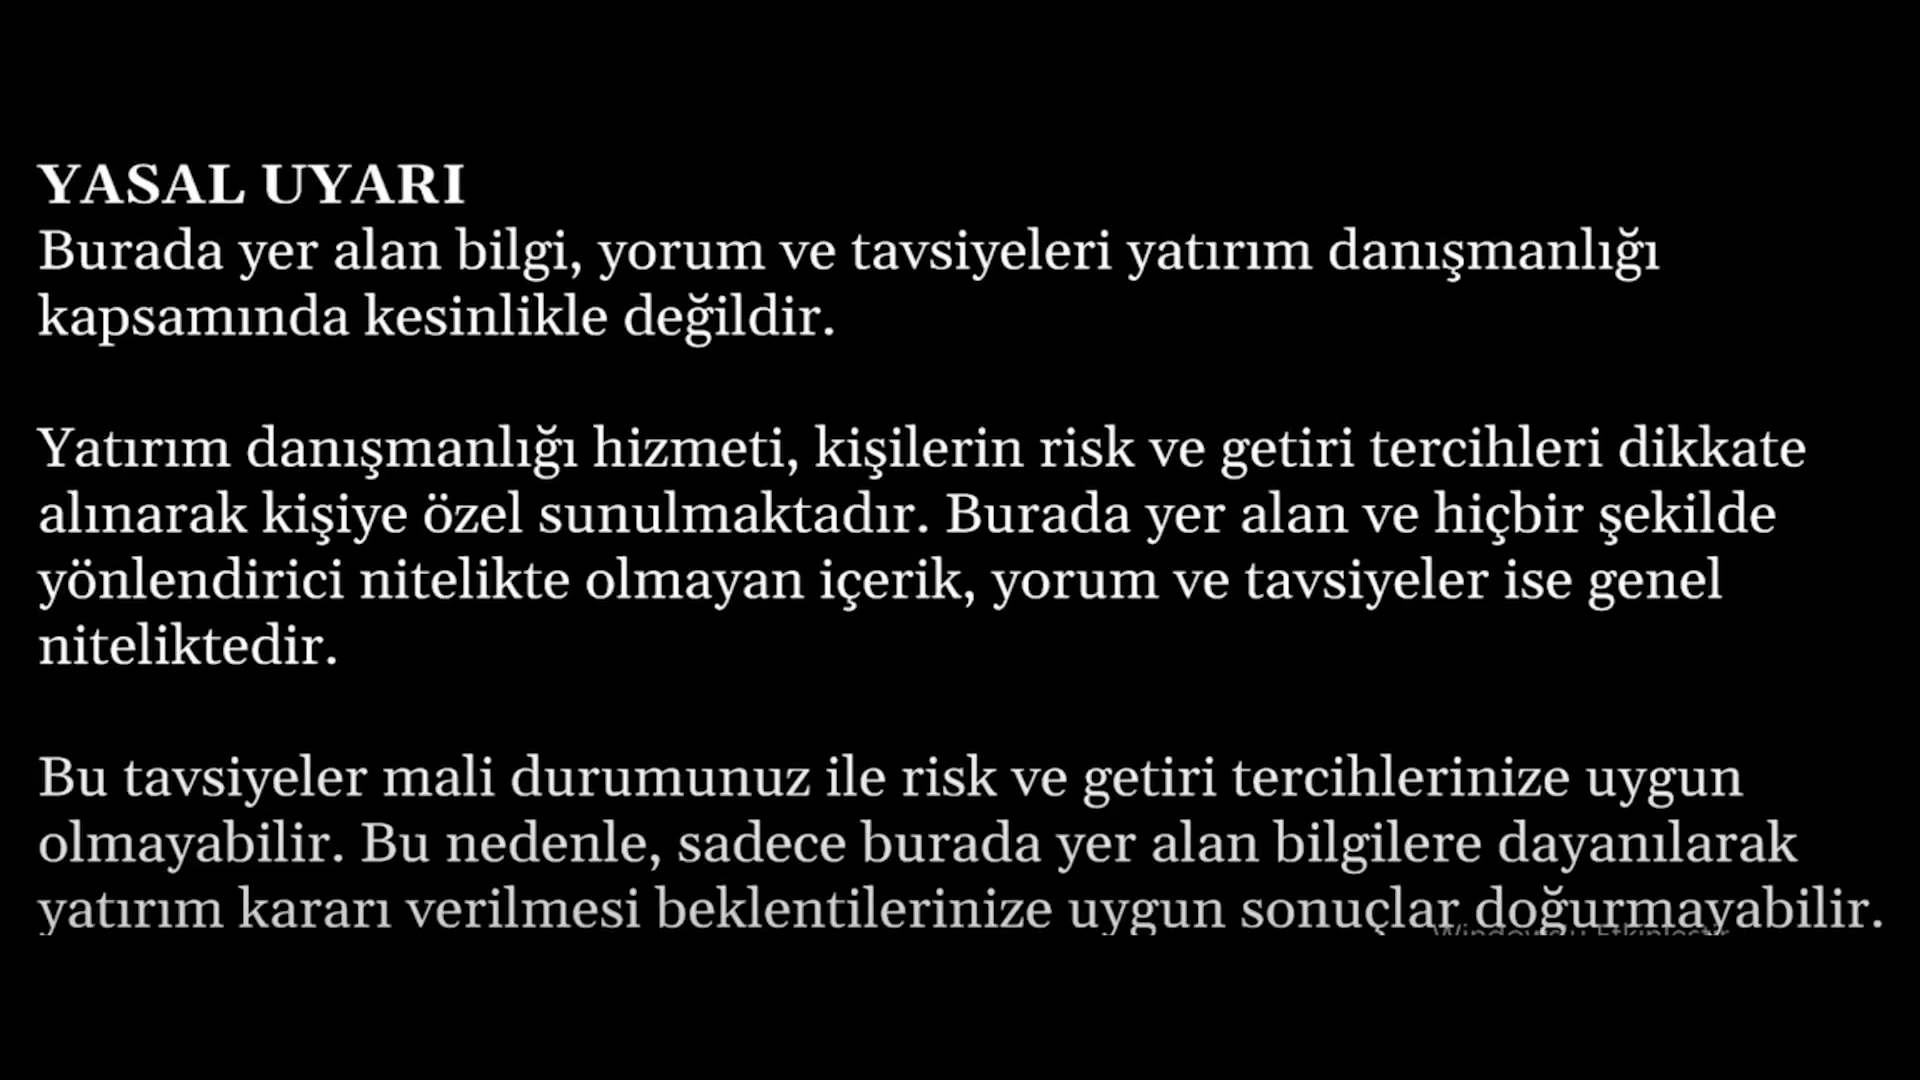 YASAL UYARI
Burada yer alan bilgi, yorum ve tavsiyeleri yatırım danışmanlığı
kapsamında kesinlikle değildir.
Yatırım danışmanlığı hizmeti, kişilerin risk ve getiri tercihleri dikkate
alınarak kişiye özel sunulmaktadır. Burada yer alan ve hiçbir şekilde
yönlendirici nitelikte olmayan içerik, yorum ve tavsiyeler ise genel
niteliktedir.
Bu tavsiyeler mali durumunuz ile risk ve getiri tercihlerinize uygun
olmayabilir. Bu nedenle, sadece burada yer alan bilgilere dayanılarak
yatırım kararı verilmesi beklentilerinize uygun sonuçlar doğurmayabilir.